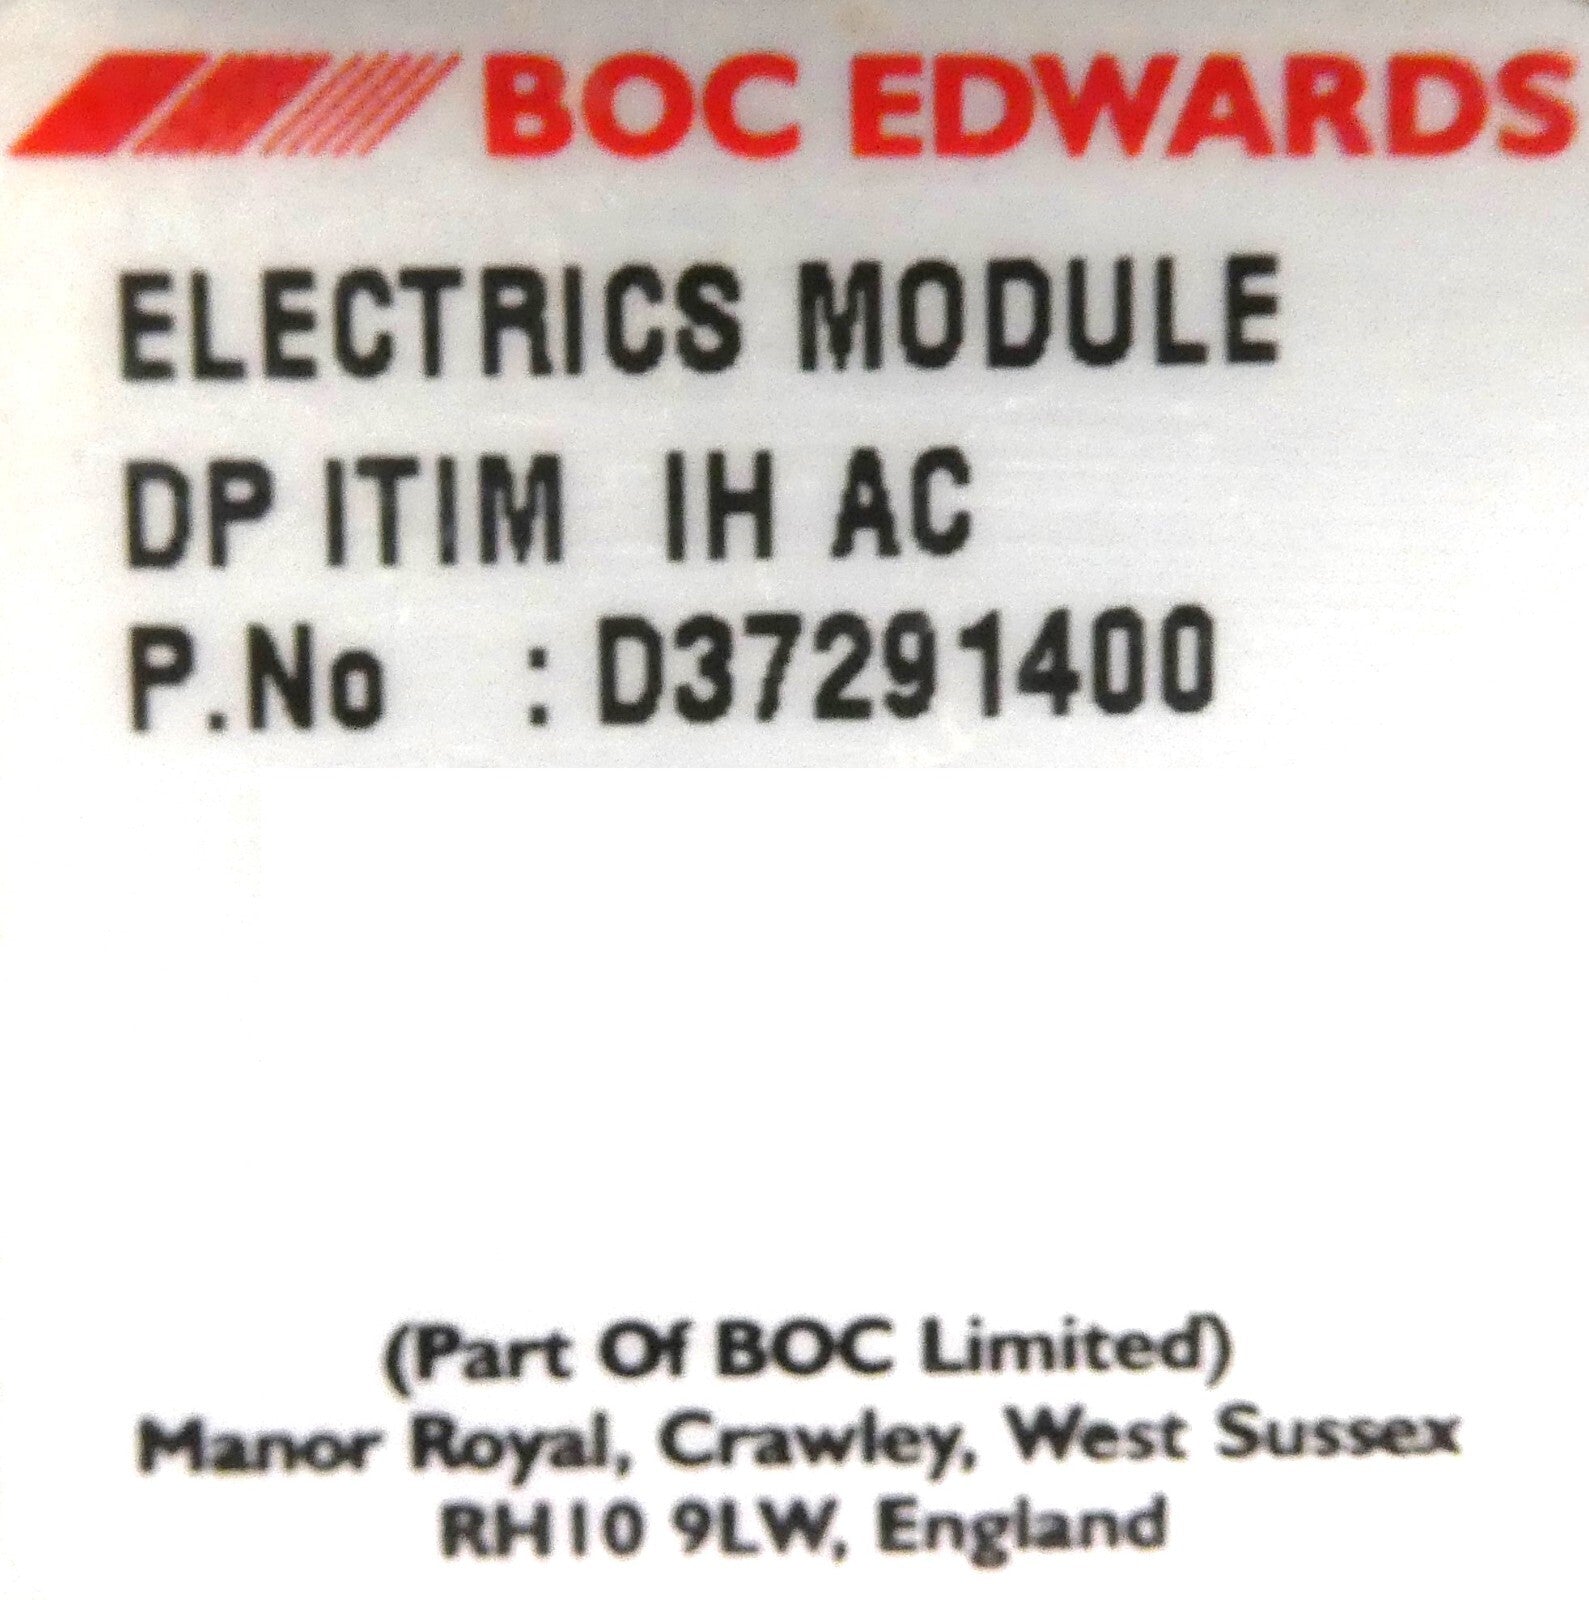 BOC EDWARDS
ELECTRICS MODULE
DP ITIM IH AC
P.No : D37291400
(Part Of BOC Limited)
Manor Royal, Crawley, West Sussex
RH10 9LW, England